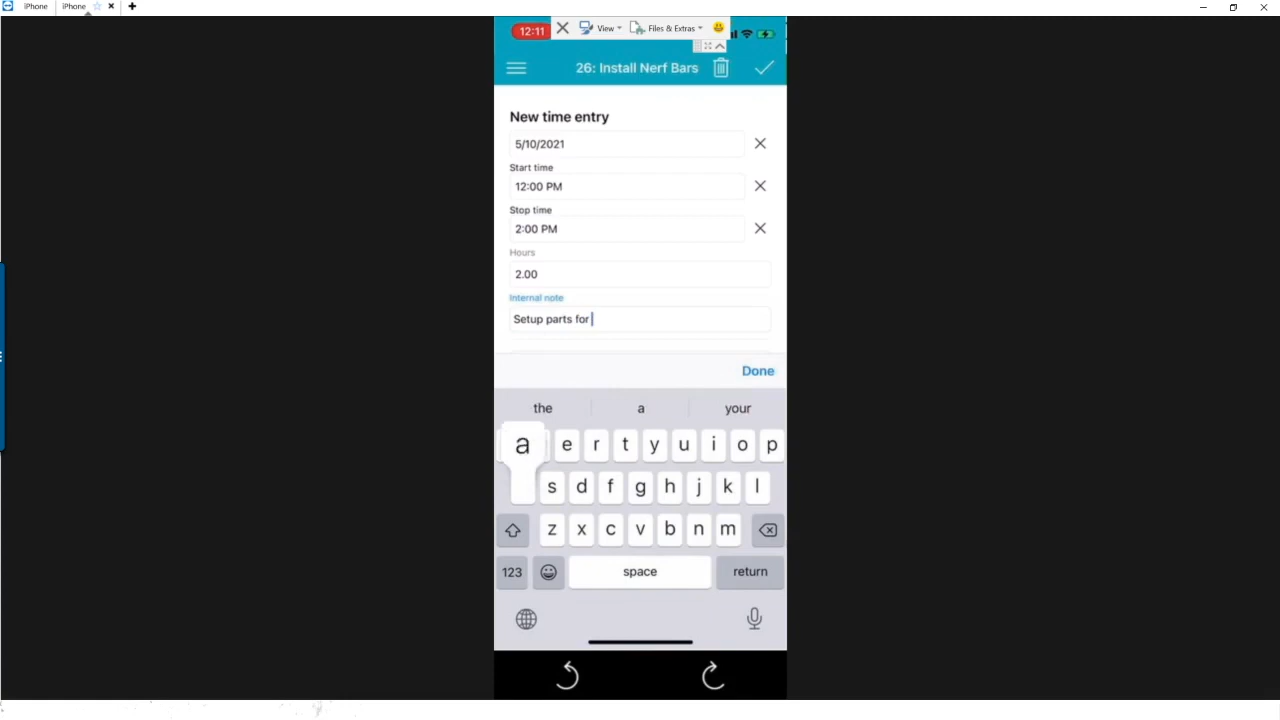 iPhone
iPhone
12:11
View
Files & Extras
26: Install Nerf Bars
New time entry
5/10/2021
Start time
12:00 PM
Stop time
2:00 PM
Hours
2.00
Internal note
Setup parts for
Done
the a your
a e r t y u i o p
s d f g h j k l
z x c v b n m
123 space return